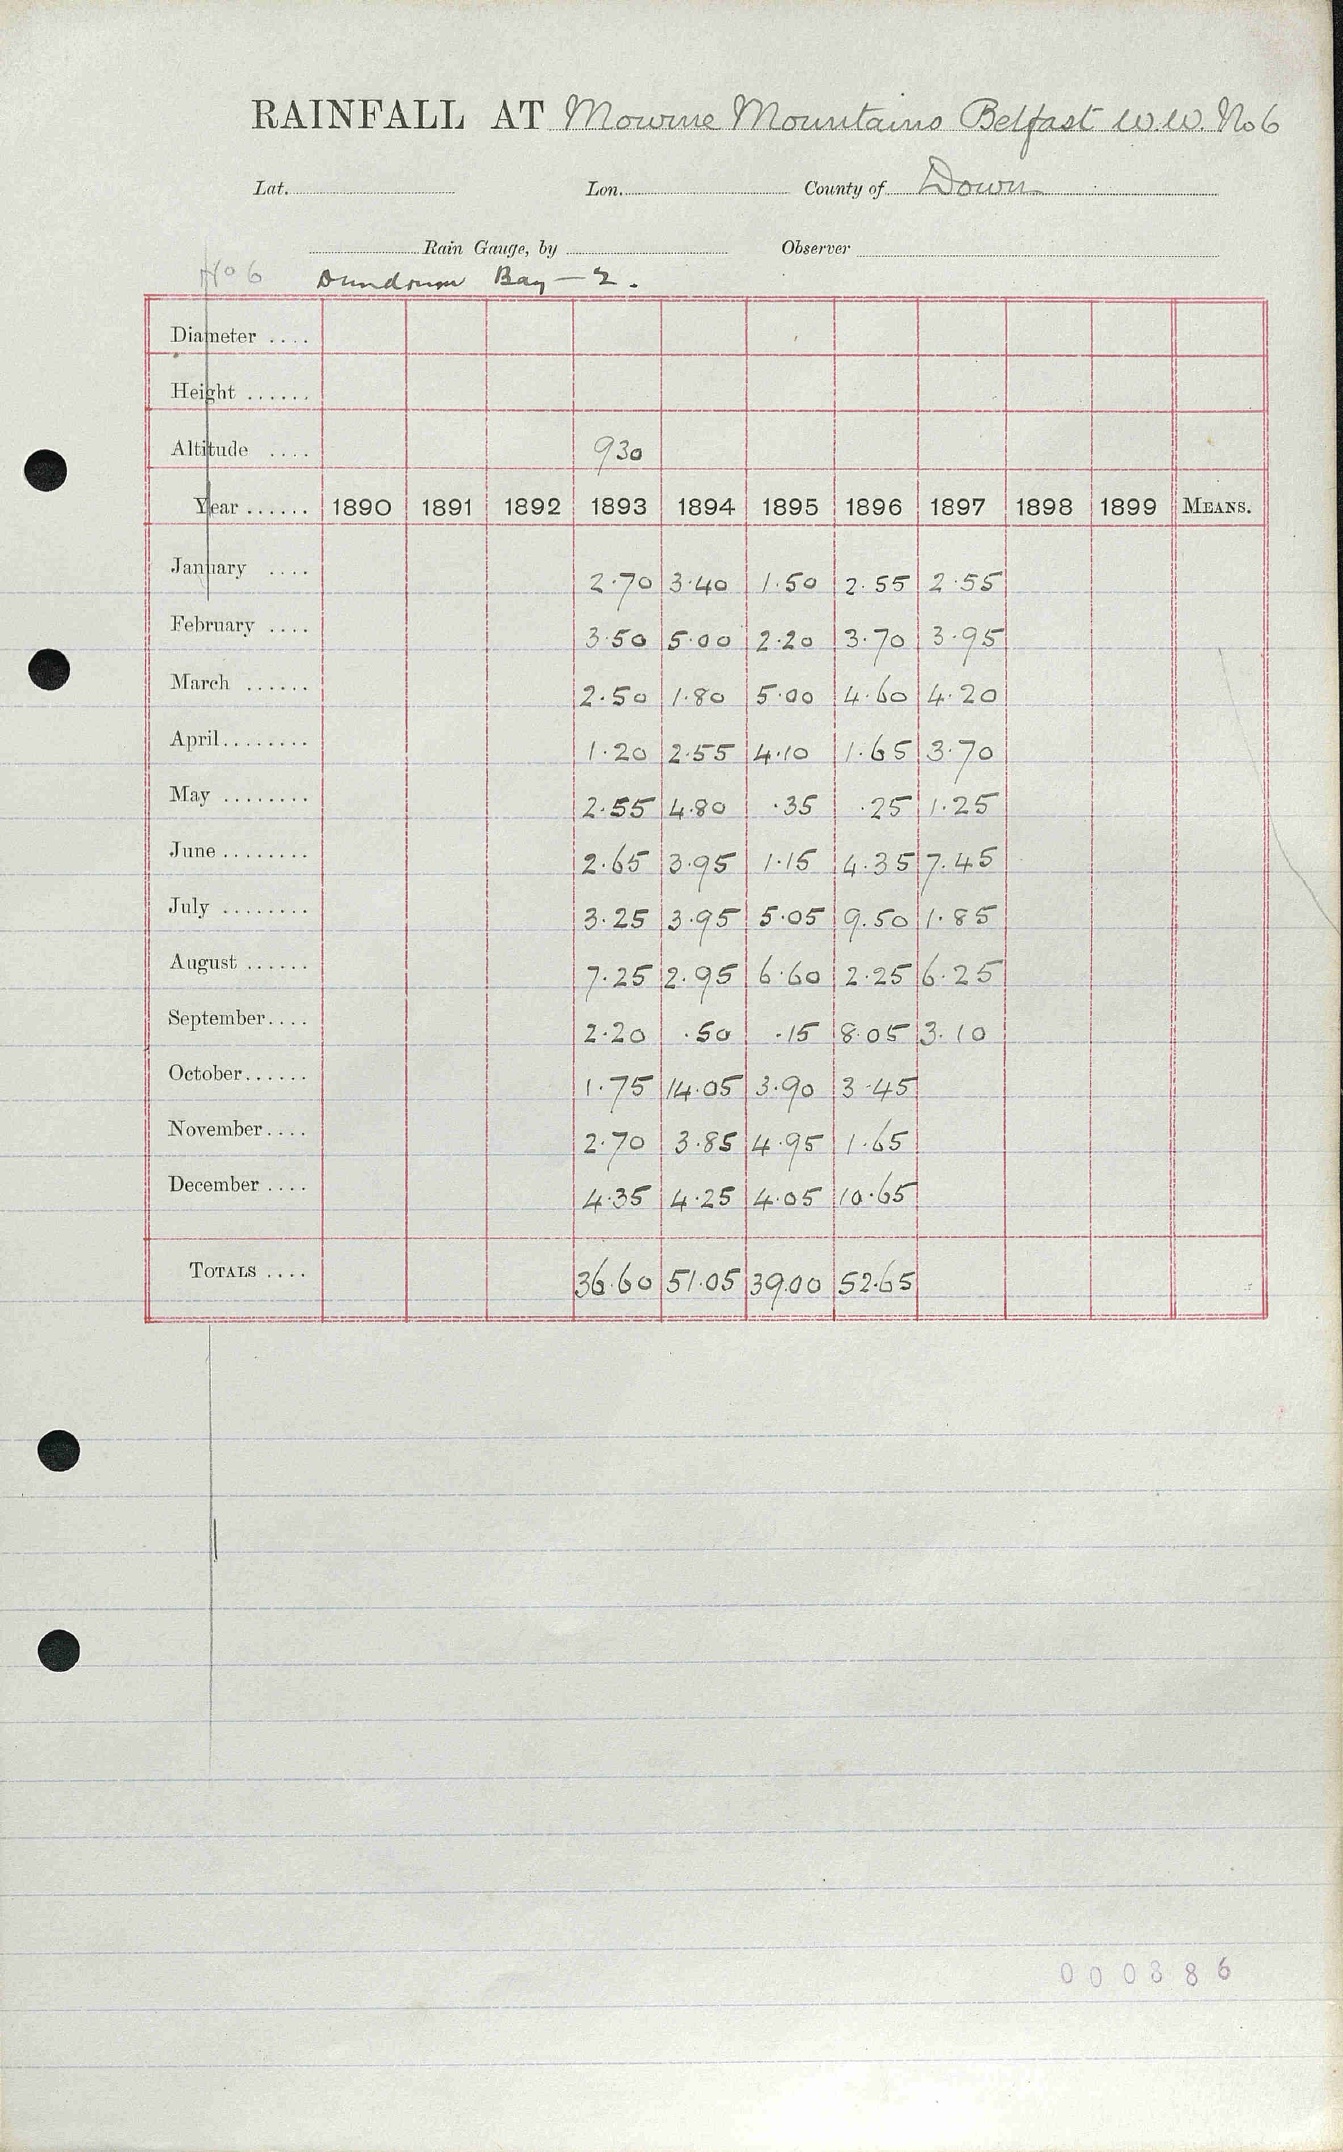 RAINFALL AT Mourne Mountains Belfast W.W. No 6
Lat. Lon. County of Down
Rain Gauge, by Observer
No 6 Dundrum Bay - 2.
Diameter ....
Height ......
Altitude .... 930
Year ...... 1890 1891 1892 1893 1894 1895 1896 1897 1898 1899 MEANS.
January .... 2.70 3.40 1.50 2.55 2.55
February .... 3.50 5.00 2.20 3.70 3.95
March ...... 2.50 1.80 5.00 4.60 4.20
April........ 1.20 2.55 4.10 1.65 3.70
May ........ 2.55 4.80 .35 .25 1.25
June ........ 2.65 3.95 1.15 4.35 7.45
July ........ 3.25 3.95 5.05 9.50 1.85
August ...... 7.25 2.95 6.60 2.25 6.25
September.... 2.20 .50 .15 8.05 3.10
October...... 1.75 14.05 3.90 3.45
November.... 2.70 3.85 4.95 1.65
December .... 4.35 4.25 4.05 10.65
TOTALS .... 36.60 51.05 39.00 52.65
000386